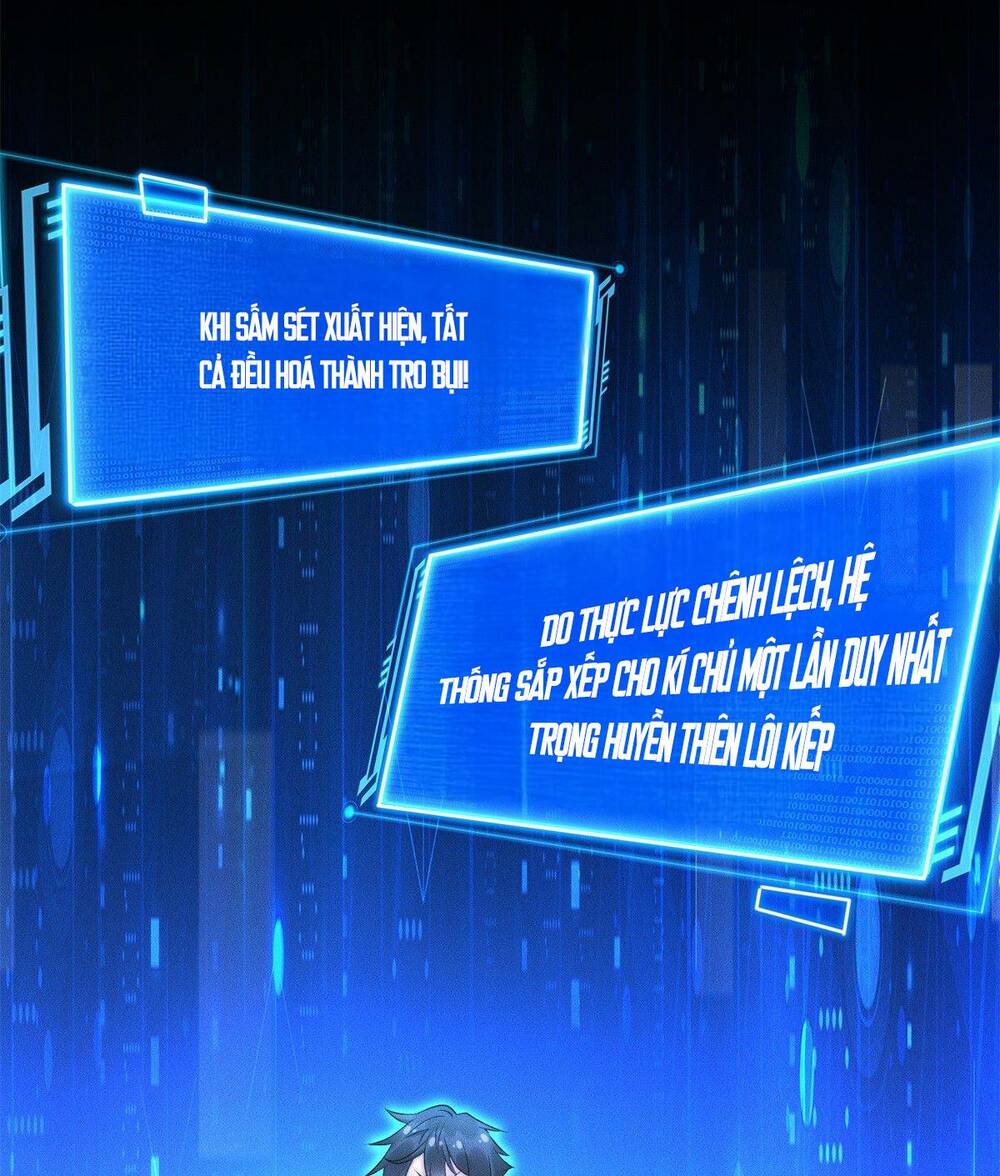 KHI SẤM SÉT XUẤT HIỆN, TẤT
CẢ ĐỀU HOÁ THÀNH TRO BỤI!
DO THỰC LỰC CHÊNH LỆCH, HỆ
THỐNG SẮP XẾP CHO KÍ CHỦ MỘT LẦN DUY NHẤT
TRỌNG HUYỀN THIÊN LÔI KIẾP